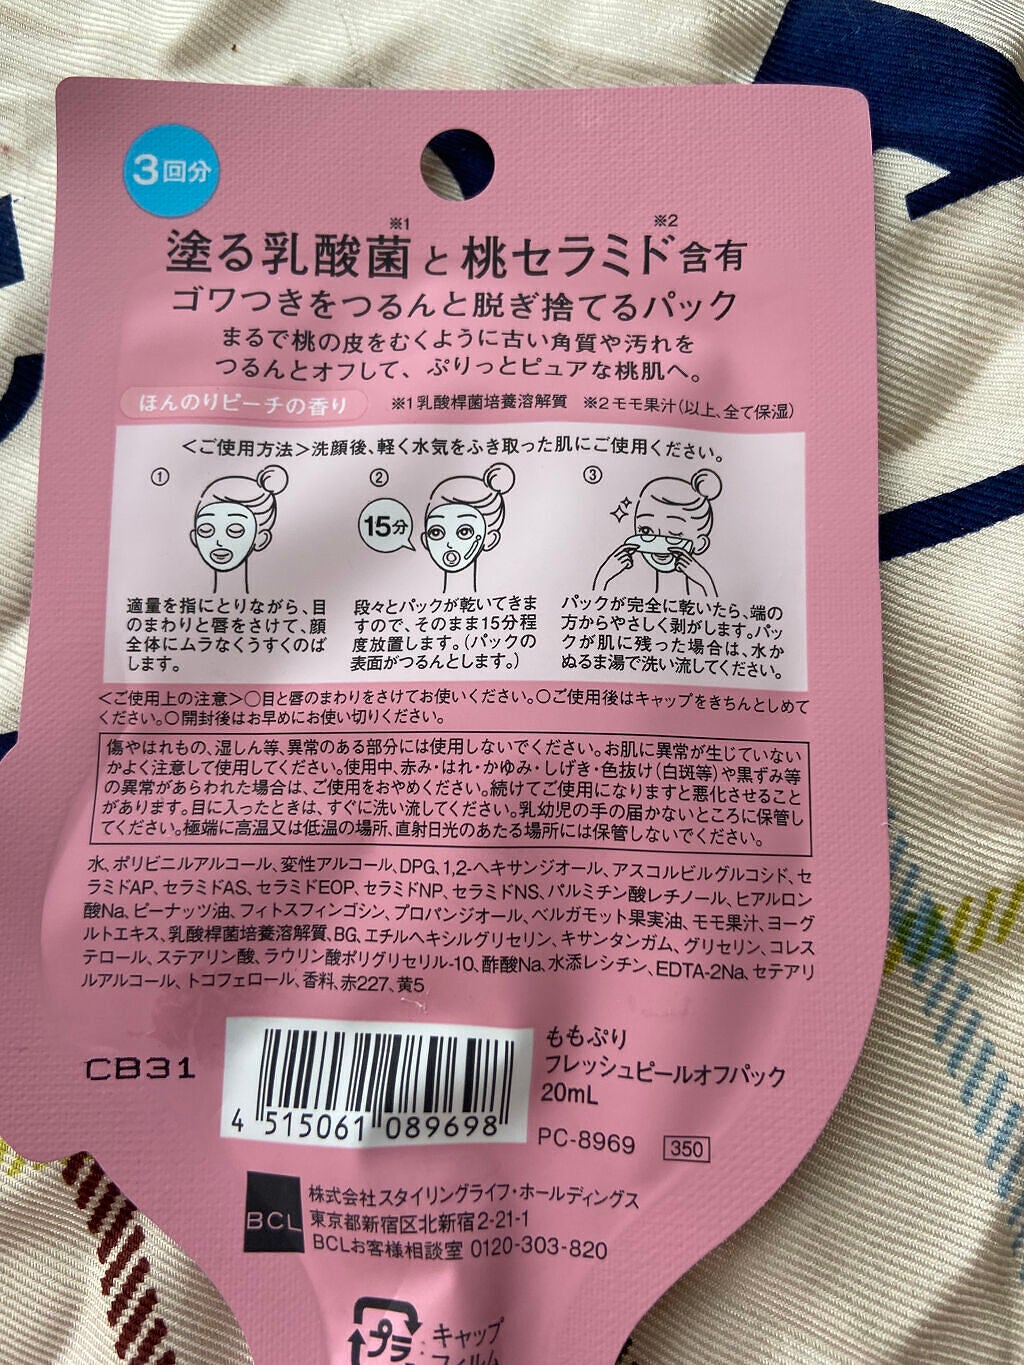 3回分
塗る乳酸菌※1と桃セラミド※2含有
ゴワつきをつるんと脱ぎ捨てるパック
まるで桃の皮をむくように古い角質や汚れを
つるんとオフして、ぷりっとピュアな桃肌へ。
ほんのりピーチの香り ※1乳酸桿菌培養溶解質 ※2モモ果汁(以上、全て保湿)
<ご使用方法>洗顔後、軽く水気をふき取った肌にご使用ください。
①
適量を指にとりながら、目
のまわりと唇をさけて、顔
全体にムラなくうすくのば
します。
②
15分
段々とパックが乾いてきま
すので、そのまま15分程
度放置します。(パックの
表面がつるんとします。)
③
パックが完全に乾いたら、端の
方からやさしく剥がします。パッ
クが肌に残った場合は、水か
ぬるま湯で洗い流してください。
<ご使用上の注意>○目と唇のまわりをさけてお使いください。○ご使用後はキャップをきちんとしめて
ください。○開封後はお早めにお使い切りください。
傷やはれもの、湿しん等、異常のある部分には使用しないでください。お肌に異常が生じていない
かよく注意して使用してください。使用中、赤み・はれ・かゆみ・しげき・色抜け(白斑等)や黒ずみ等
の異常があらわれた場合は、ご使用をおやめください。続けてご使用になりますと悪化させること
があります。目に入ったときは、すぐに洗い流してください。乳幼児の手の届かないところに保管し
てください。極端に高温又は低温の場所、直射日光のあたる場所には保管しないでください。
水、ポリビニルアルコール、変性アルコール、DPG、1,2-ヘキサンジオール、アスコルビルグルコシド、セ
ラミドAP、セラミドAS、セラミドEOP、セラミドNP、セラミドNS、パルミチン酸レチノール、ヒアルロン
酸Na、ピーナッツ油、フィトスフィンゴシン、プロパンジオール、ベルガモット果実油、モモ果汁、ヨーグ
ルトエキス、乳酸桿菌培養溶解質、BG、エチルヘキシルグリセリン、キサンタンガム、グリセリン、コレス
テロール、ステアリン酸、ラウリン酸ポリグリセリル-10、酢酸Na、水添レシチン、EDTA-2Na、セテアリ
ルアルコール、トコフェロール、香料、赤227、黄5
CB31
4 515061 089698
ももぷり
フレッシュピールオフパック
20mL
PC-8969 350
BCL
株式会社スタイリングライフ・ホールディングス
東京都新宿区北新宿2-21-1
BCLお客様相談室 0120-303-820
プラ
キャップ
フィルム